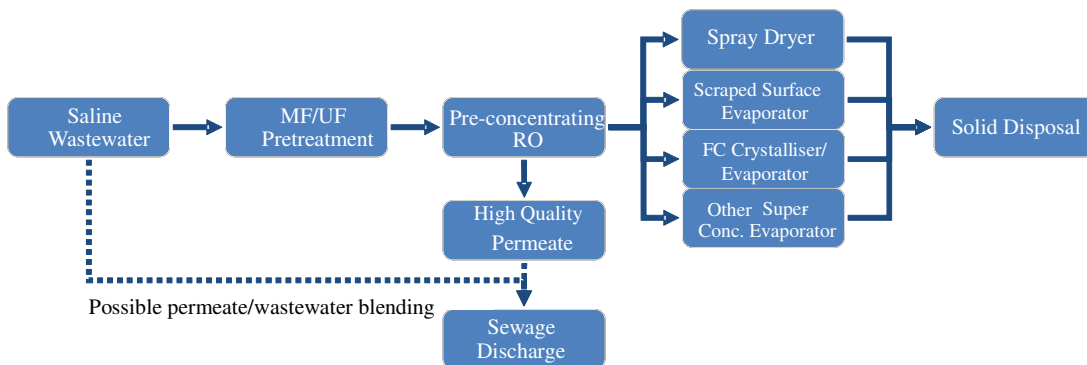 Saline
Wastewater
MF/UF
Pretreatment
Pre-concentrating
RO
Spray Dryer
Scraped Surface
Evaporator
FC Crystalliser/
Evaporator
Other Super
Conc. Evaporator
Solid Disposal
High Quality
Permeate
Possible permeate/wastewater blending
Sewage
Discharge